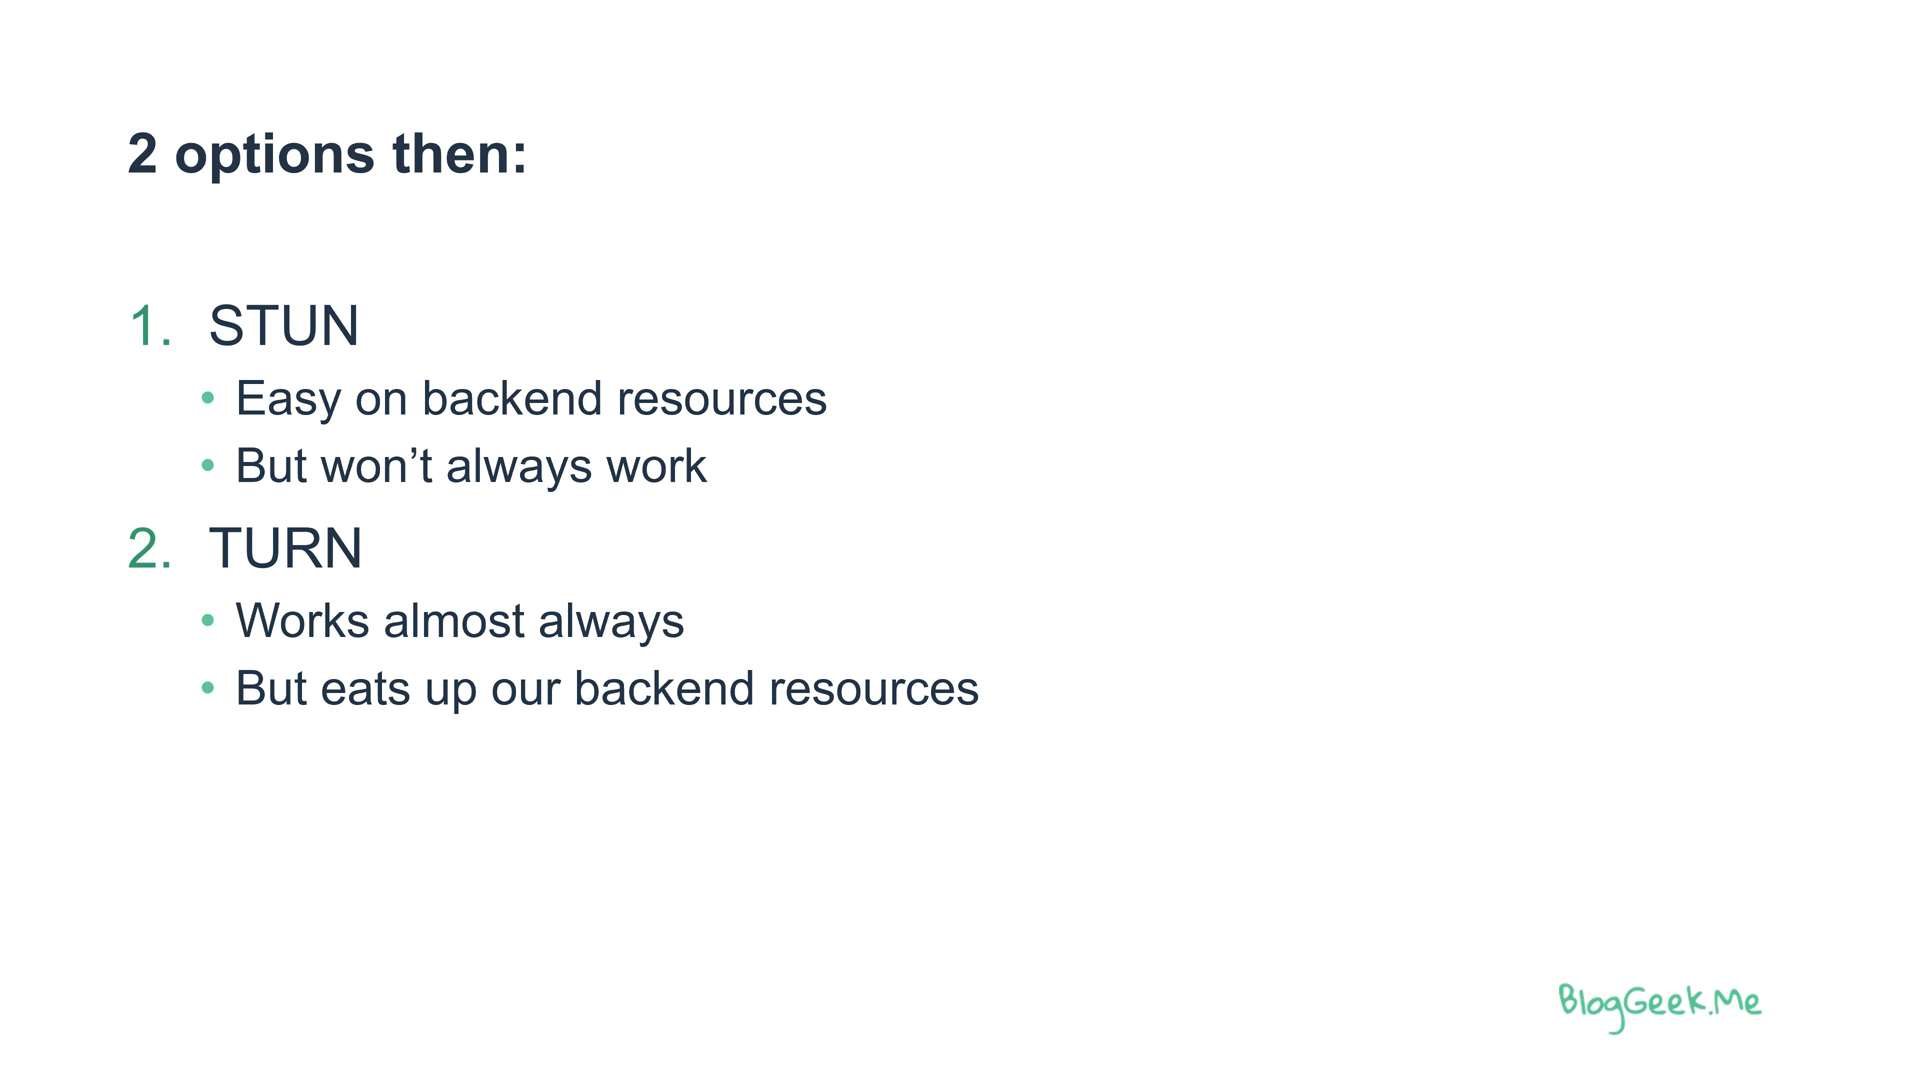 2 options then:
1. STUN
• Easy on backend resources
• But won’t always work
2. TURN
• Works almost always
• But eats up our backend resources
BlogGeek.Me